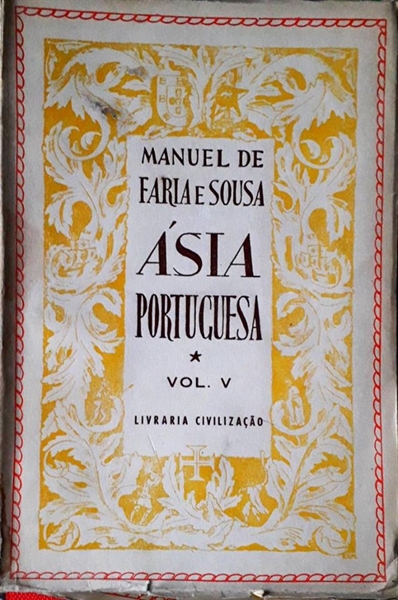 MANUEL DE
FARIA E SOUSA
ÁSIA
PORTUGUESA
★
VOL. V
LIVRARIA CIVILIZAÇÃO